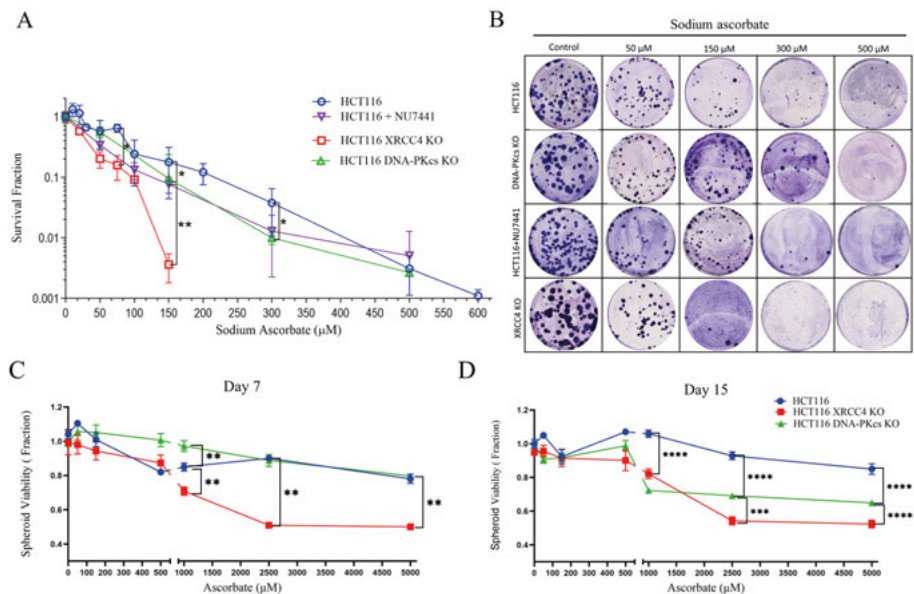 A
HCT116
HCT116 + NU7441
HCT116 XRCC4 KO
HCT116 DNA-PKcs KO
Survival Fraction
1
0.1
0.01
0.001
*
*
**
*
0 50 100 150 200 250 300 350 400 450 500 550 600
Sodium Ascorbate (µM)
B
Sodium ascorbate
Control 50 µM 150 µM 300 µM 500 µM
HCT116
DNA-PKcs KO
HCT116+NU7441
XRCC4 KO
C
Day 7
Spheroid Viability ( Fraction)
1.2
1.0
0.8
0.6
0.4
**
**
**
**
0 100 200 300 400 500 1000 1500 2000 2500 3000 3500 4000 4500 5000
Ascorbate (µM)
D
Day 15
HCT116
HCT116 XRCC4 KO
HCT116 DNA-PKcs KO
Spheroid Viability ( Fraction)
1.2
1.0
0.8
0.6
0.4
****
****
***
****
****
0 100 200 300 400 500 1000 1500 2000 2500 3000 3500 4000 4500 5000
Ascorbate (µM)